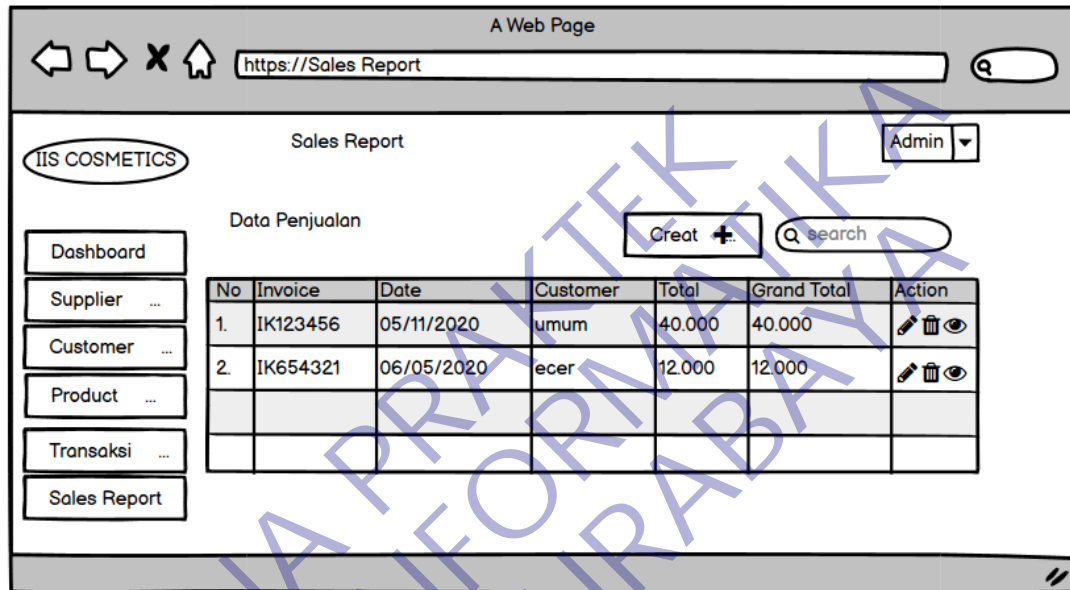 A Web Page
https://Sales Report
IIS COSMETICS
Sales Report
Admin
Data Penjualan
Creat
search
Dashboard
Supplier ...
Customer ...
Product ...
Transaksi ...
Sales Report
No Invoice Date Customer Total Grand Total Action
1. IK123456 05/11/2020 umum 40.000 40.000
2. IK654321 06/05/2020 ecer 12.000 12.000
PRAKTEK